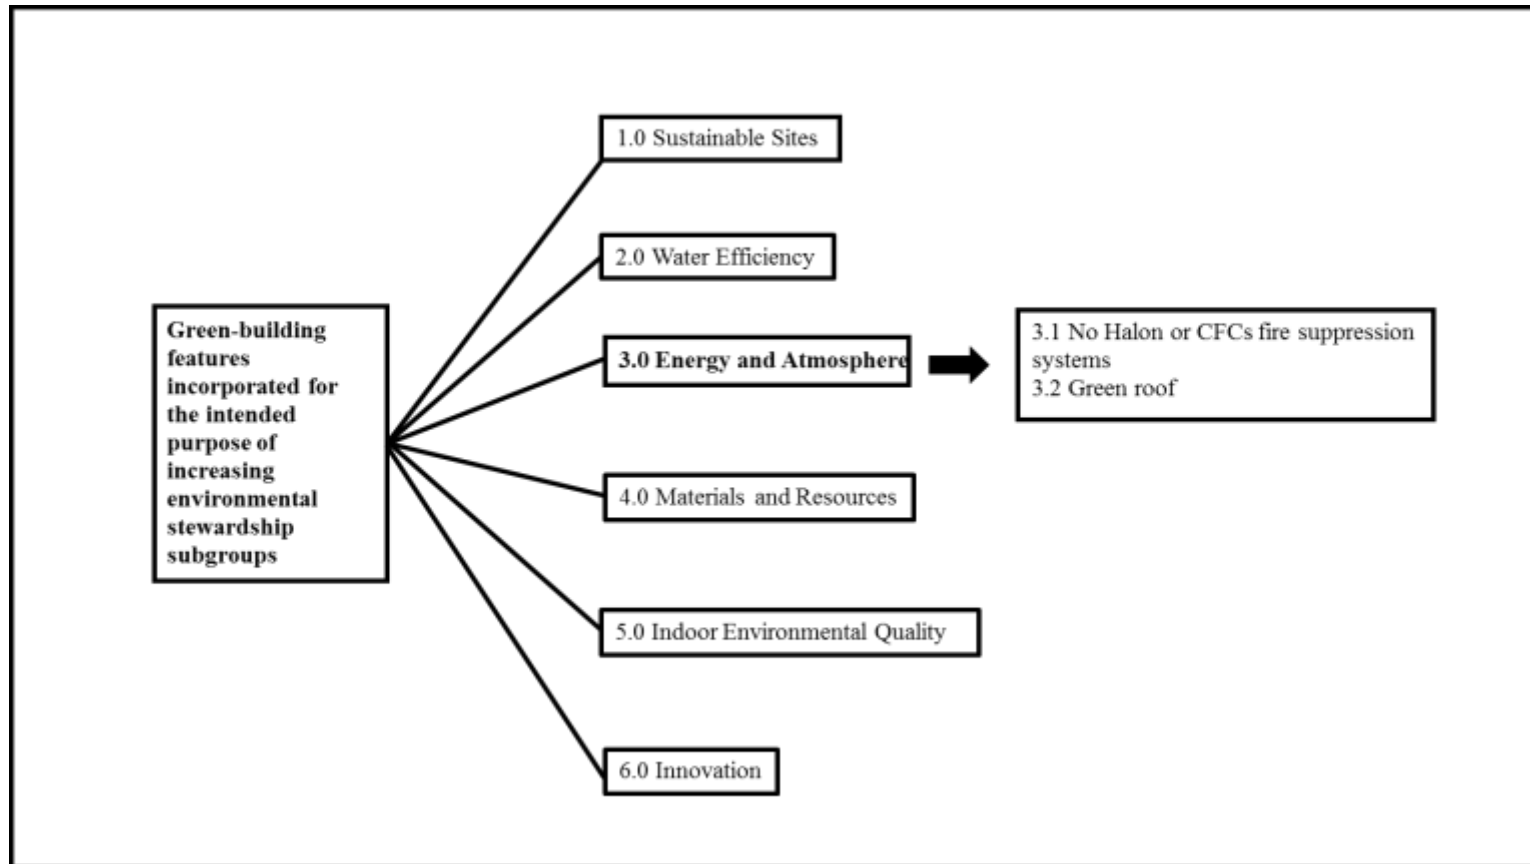 1.0 Sustainable Sites
2.0 Water Efficiency
Green-building
features
incorporated for
the intended
purpose of
increasing
environmental
stewardship
subgroups
3.0 Energy and Atmosphere
3.1 No Halon or CFCs fire suppression
systems
3.2 Green roof
4.0 Materials and Resources
5.0 Indoor Environmental Quality
6.0 Innovation